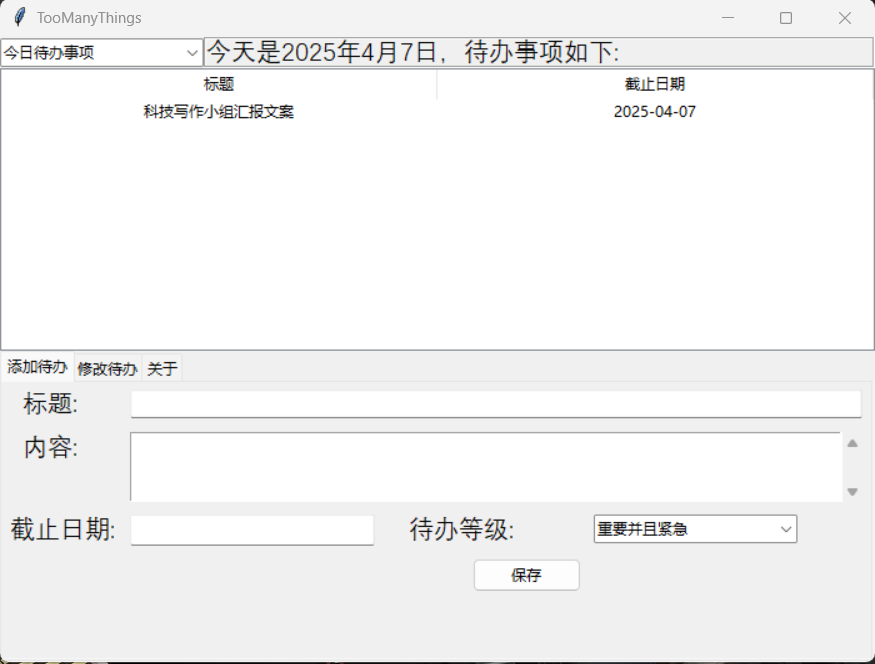 TooManyThings
今日待办事项 今天是2025年4月7日，待办事项如下:
标题 截止日期
科技写作小组汇报文案 2025-04-07
添加待办 修改待办 关于
标题:
内容:
截止日期: 待办等级: 重要并且紧急
保存